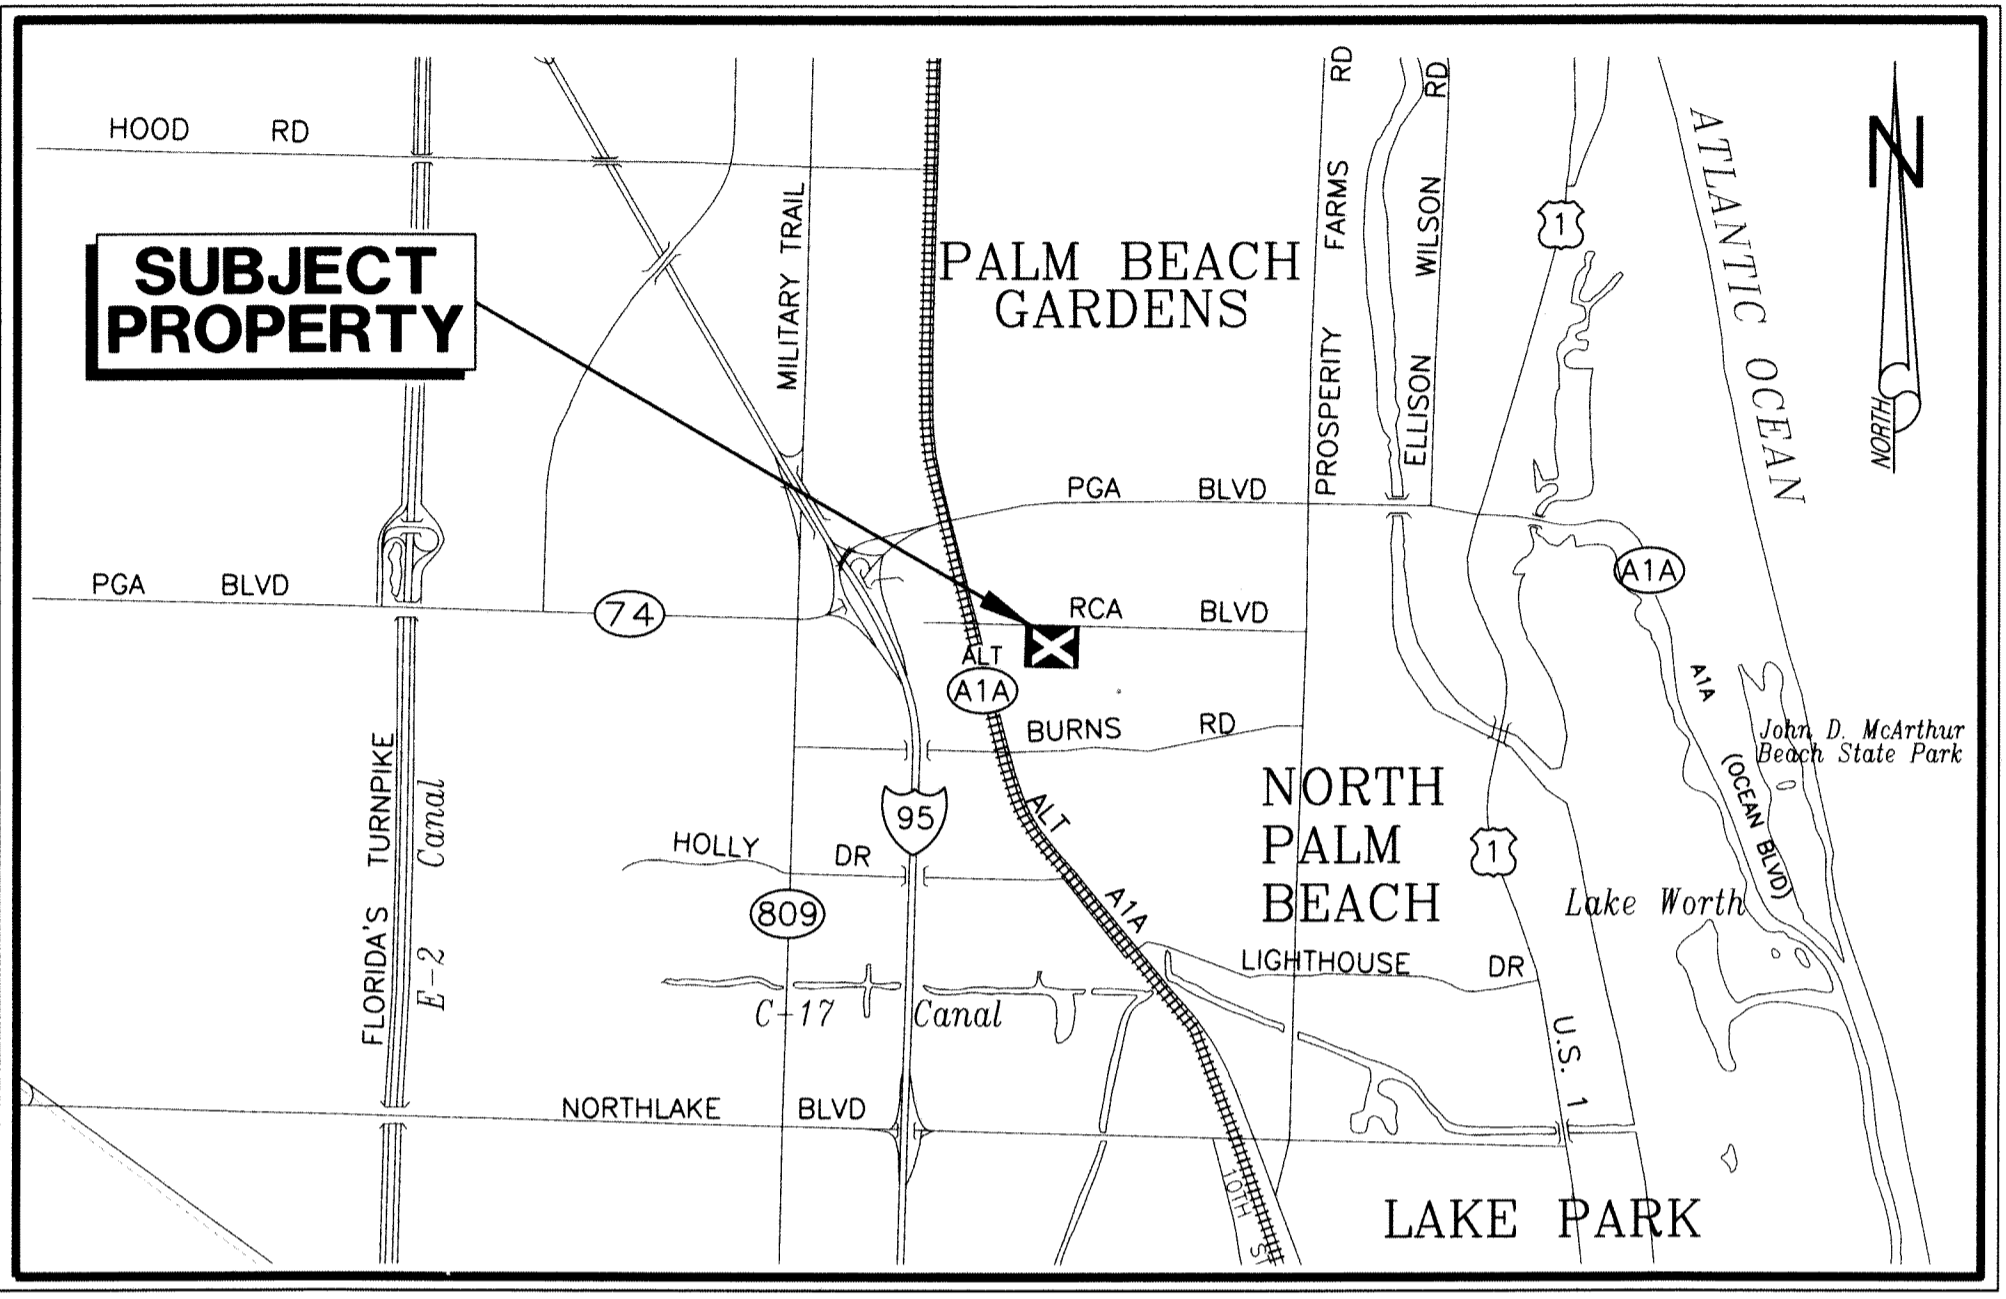 HOOD RD
SUBJECT
PROPERTY
MILITARY TRAIL
PALM BEACH
GARDENS
PROSPERITY FARMS RD
ELLISON WILSON RD
1
ATLANTIC OCEAN
N
NORTH
PGA BLVD
PGA BLVD
74
RCA BLVD
ALT
A1A
A1A
A1A
(OCEAN BLVD)
John D. McArthur
Beach State Park
BURNS RD
FLORIDA'S TURNPIKE
E-2 Canal
95
HOLLY DR
809
ALT A1A
NORTH
PALM
BEACH
1
Lake Worth
LIGHTHOUSE DR
C-17 Canal
U.S. 1
NORTHLAKE BLVD
10TH S
LAKE PARK